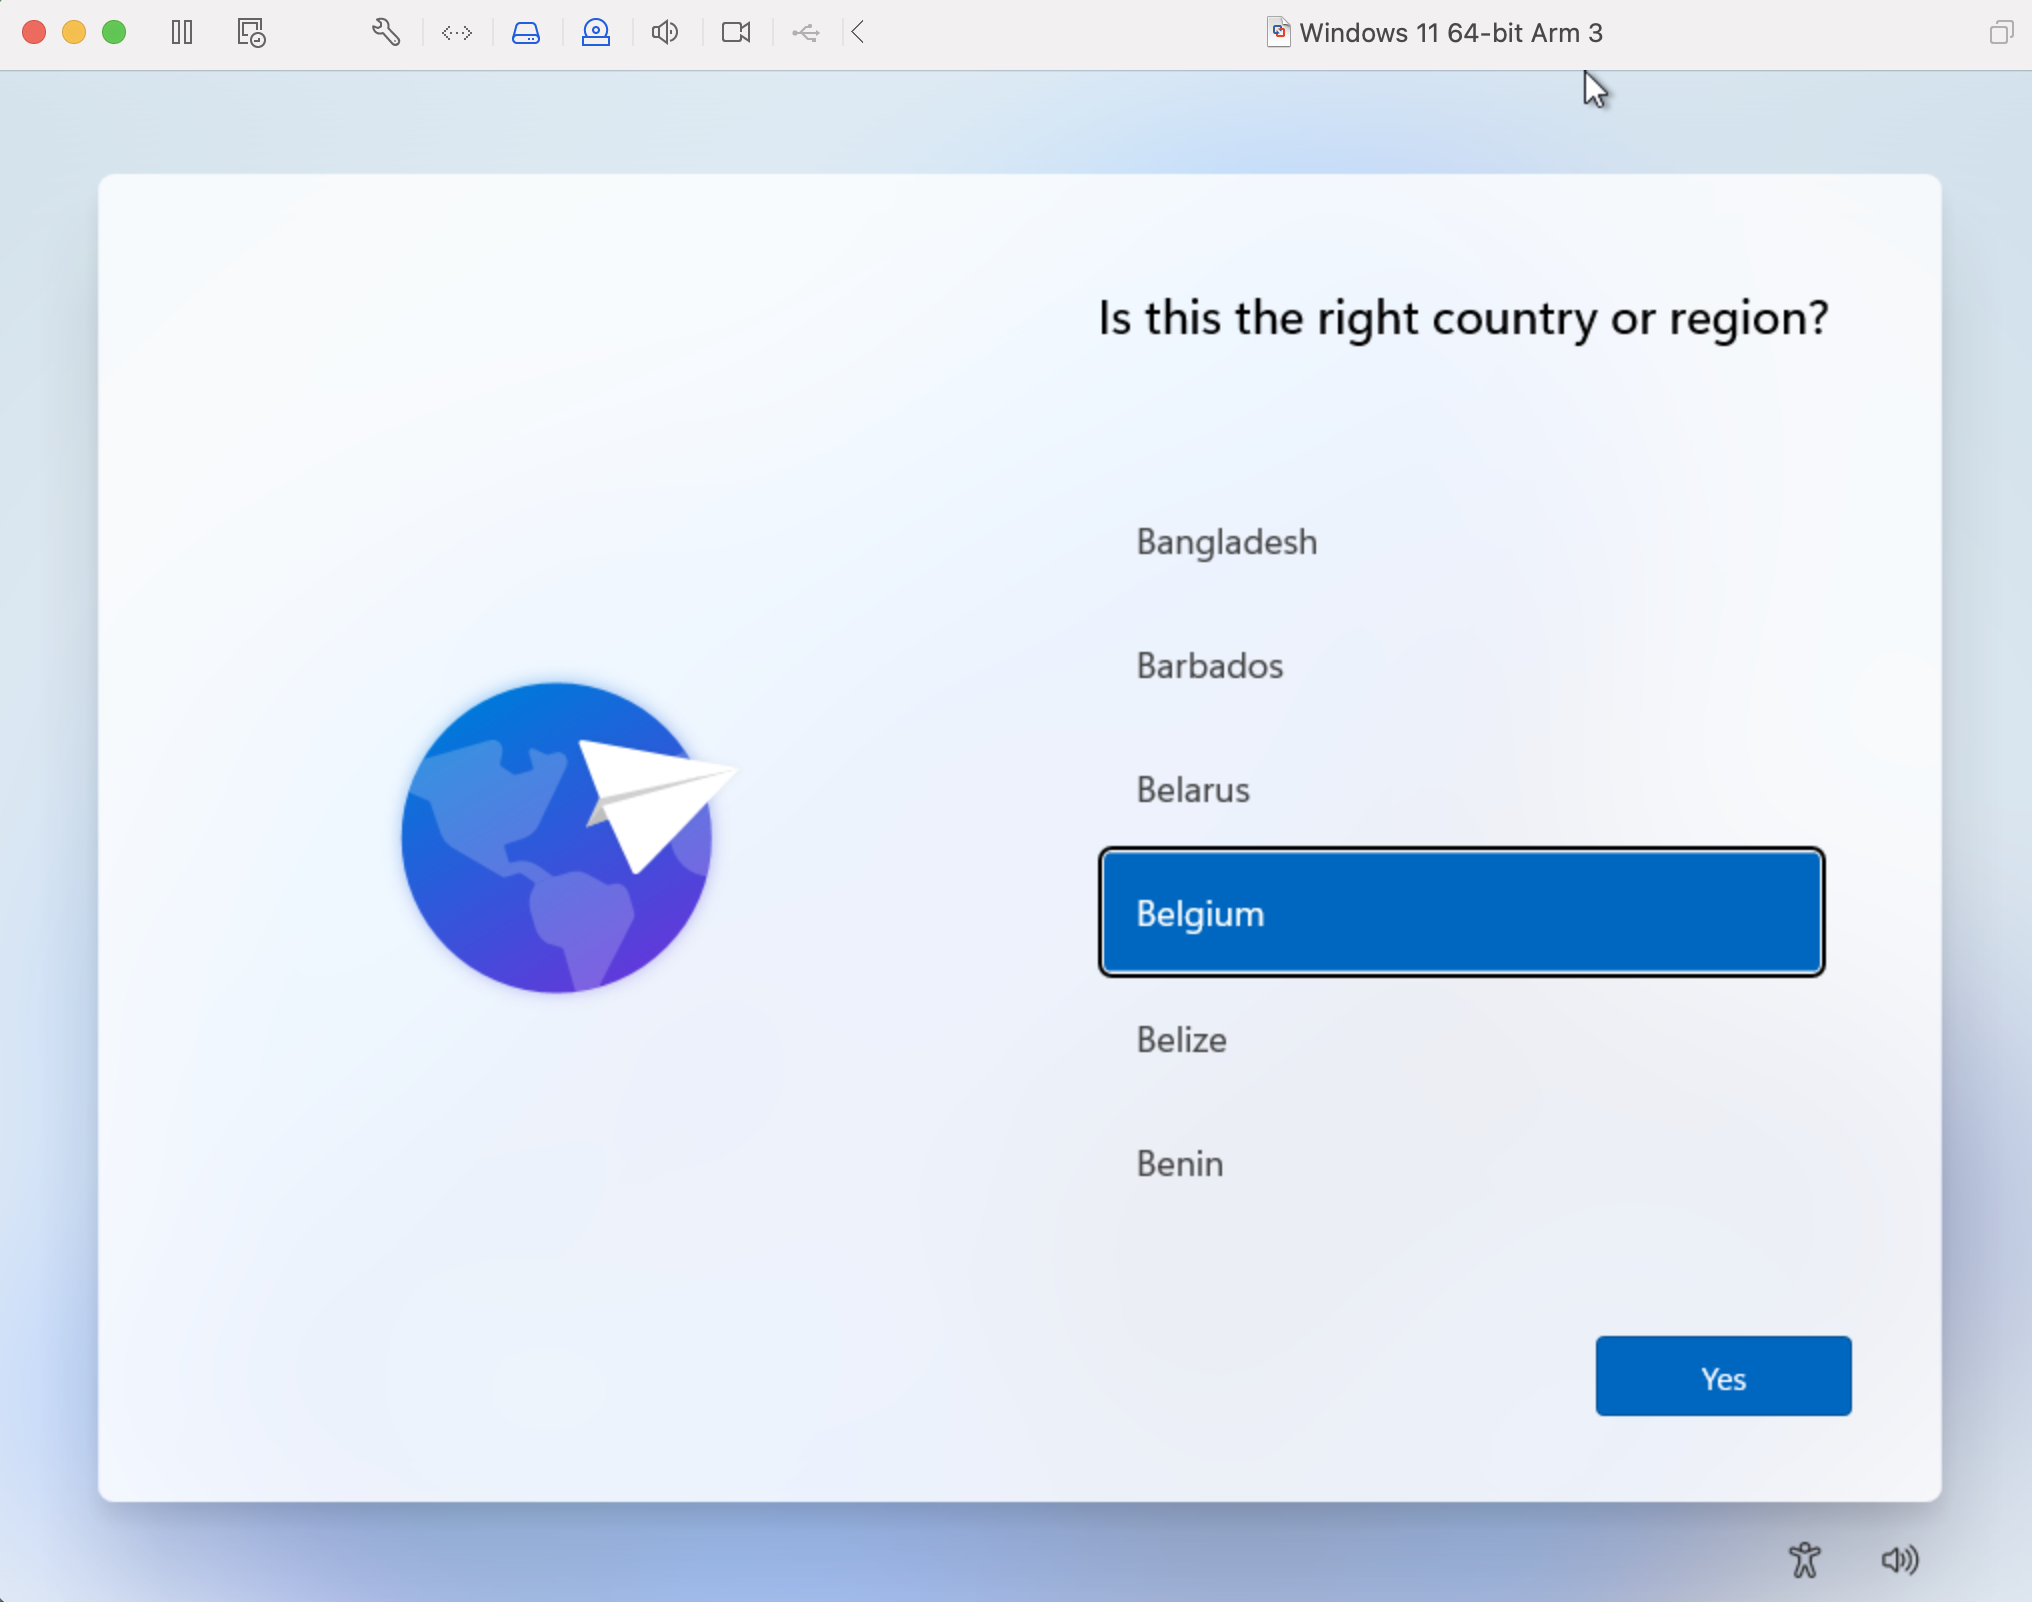 Windows 11 64-bit Arm 3
Is this the right country or region?
Bangladesh
Barbados
Belarus
Belgium
Belize
Benin
Yes